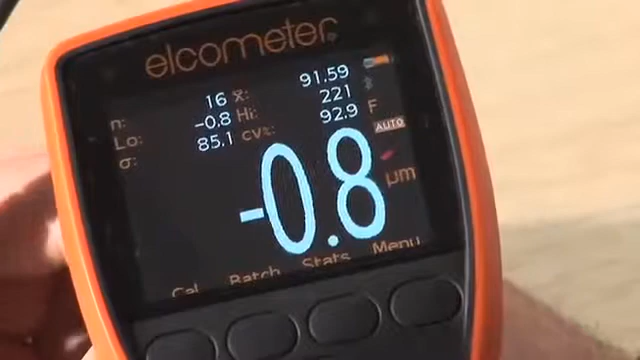 elcometer
n: 16 x̄: 91.59
Lo: -0.8 Hi: 221
σ: 85.1 cv%: 92.9 F
AUTO
-0.8 µm
Cal Batch Stats Menu